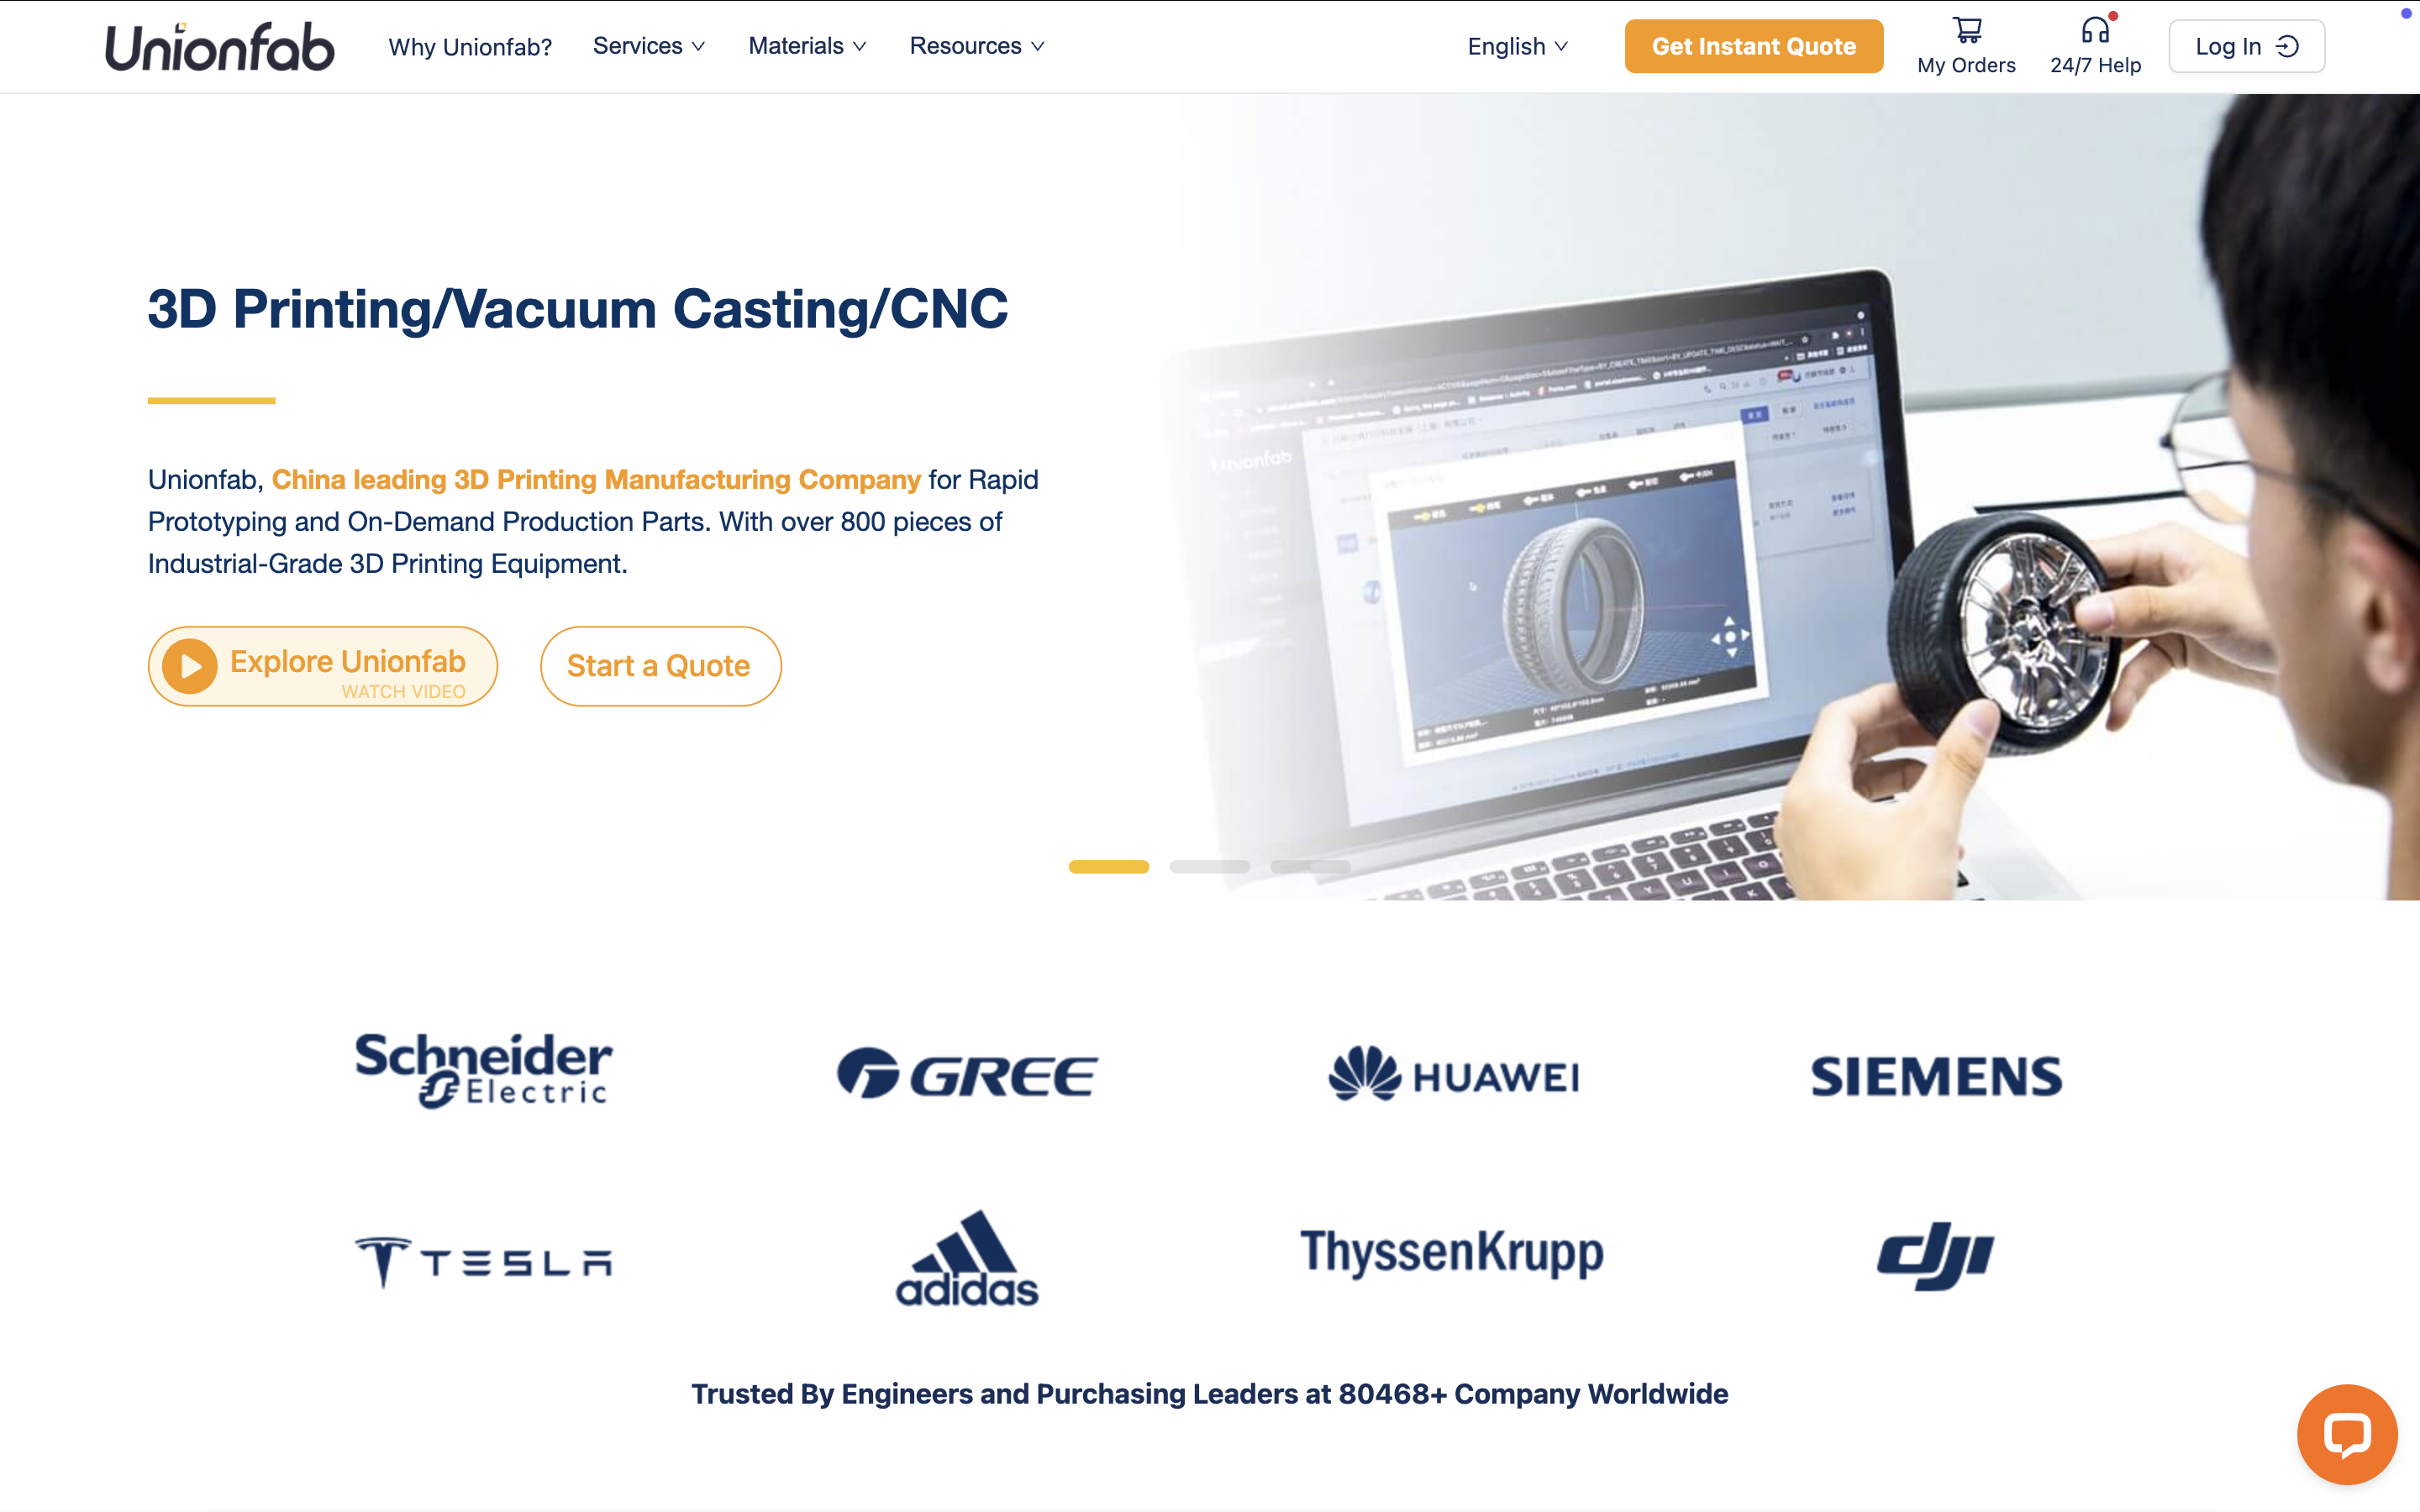 Unionfab
Why Unionfab?
Services
Materials
Resources
English
Get Instant Quote
My Orders
24/7 Help
Log In
3D Printing/Vacuum Casting/CNC
Unionfab, China leading 3D Printing Manufacturing Company for Rapid
Prototyping and On-Demand Production Parts. With over 800 pieces of
Industrial-Grade 3D Printing Equipment.
Explore Unionfab
WATCH VIDEO
Start a Quote
Unionfab
Schneider
Electric
GREE
HUAWEI
SIEMENS
TESLA
adidas
ThyssenKrupp
dji
Trusted By Engineers and Purchasing Leaders at 80468+ Company Worldwide